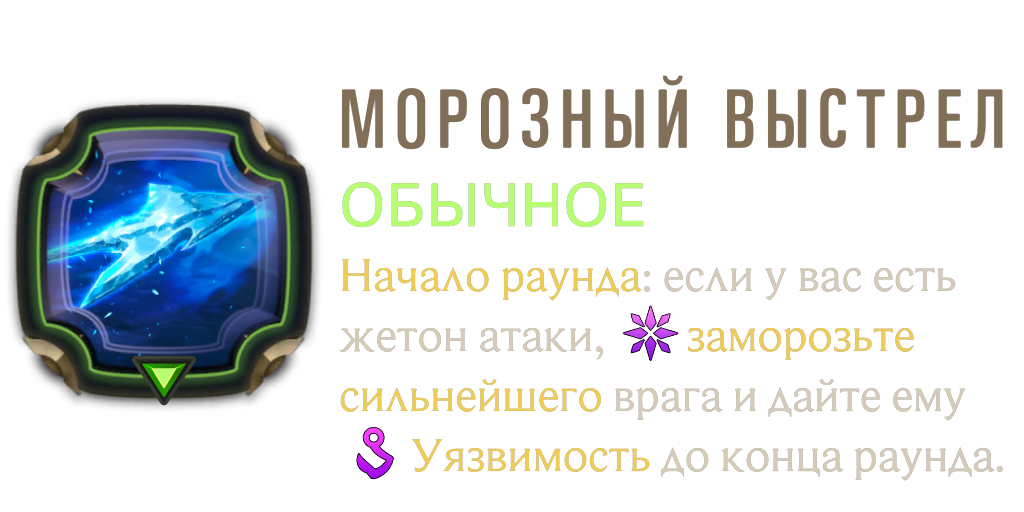 МОРОЗНЫЙ ВЫСТРЕЛ
ОБЫЧНОЕ
Начало раунда: если у вас есть
жетон атаки, заморозьте
сильнейшего врага и дайте ему
Уязвимость до конца раунда.